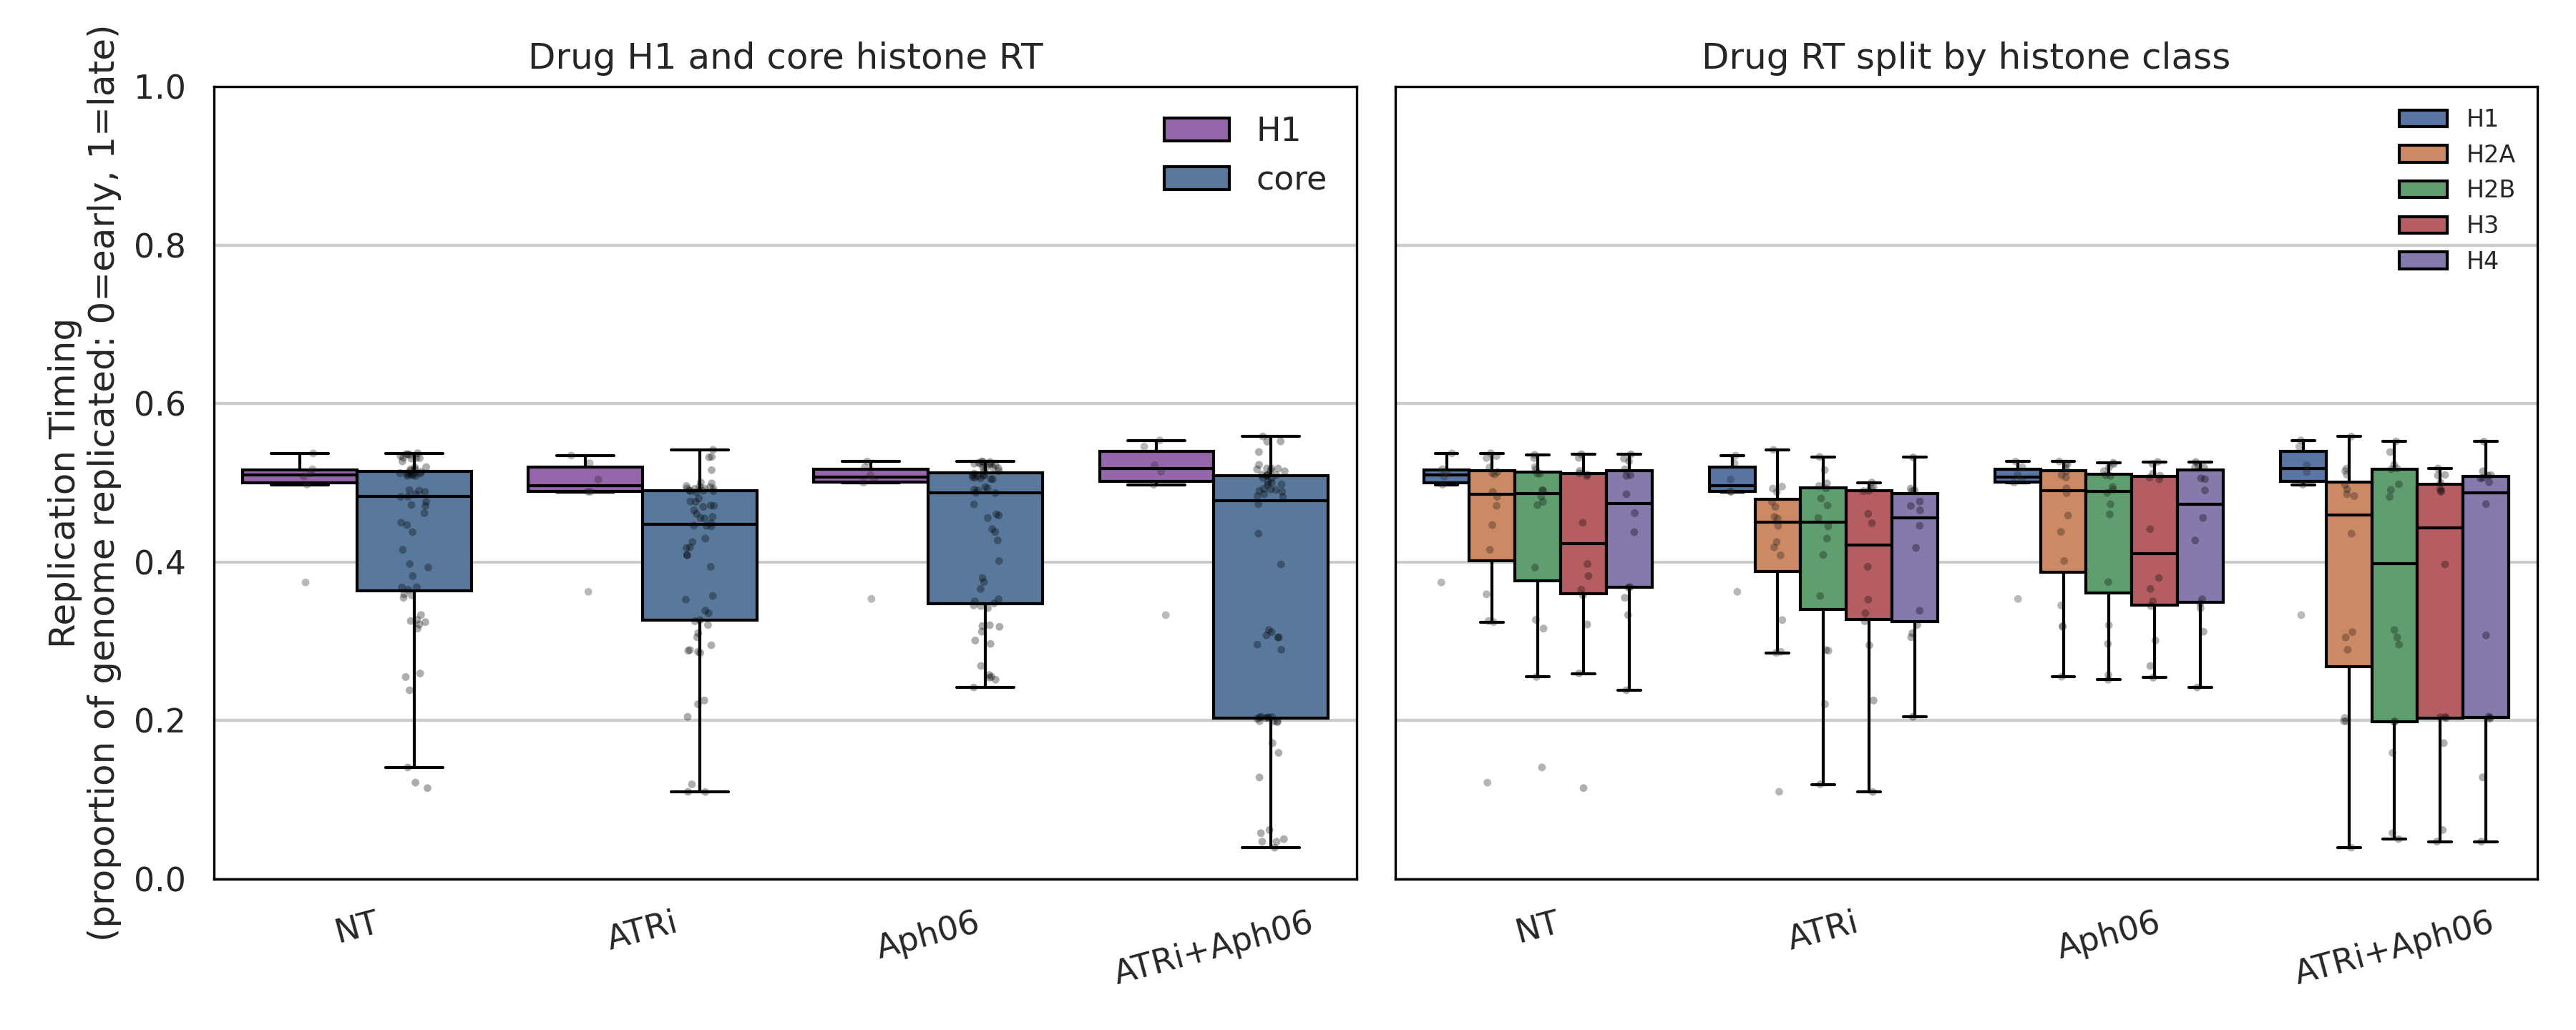 Drug H1 and core histone RT
Replication Timing
(proportion of genome replicated: 0=early, 1=late)
1.0
0.8
0.6
0.4
0.2
0.0
H1
core
NT
ATRi
Aph06
ATRi+Aph06
Drug RT split by histone class
H1
H2A
H2B
H3
H4
NT
ATRi
Aph06
ATRi+Aph06